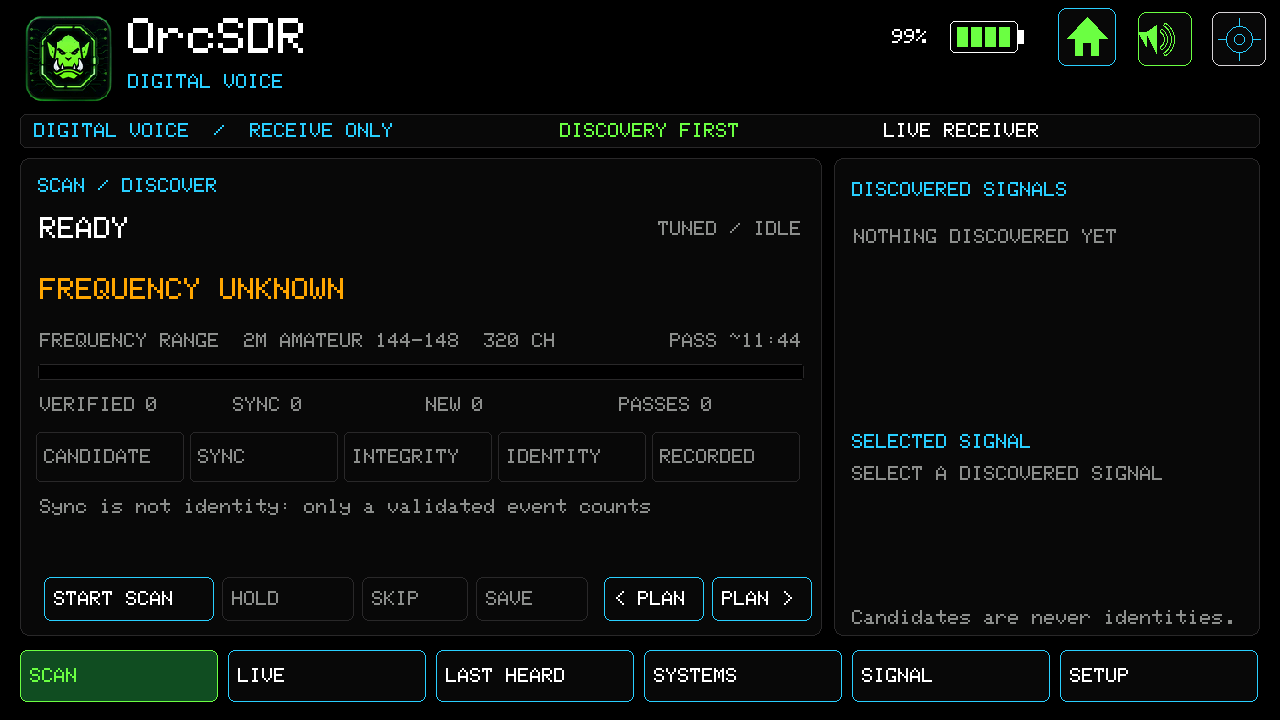 OrcSDR
DIGITAL VOICE
99%
DIGITAL VOICE / RECEIVE ONLY
DISCOVERY FIRST
LIVE RECEIVER
SCAN / DISCOVER
READY
TUNED / IDLE
FREQUENCY UNKNOWN
FREQUENCY RANGE 2M AMATEUR 144-148 320 CH
PASS ~11:44
VERIFIED 0
SYNC 0
NEW 0
PASSES 0
CANDIDATE
SYNC
INTEGRITY
IDENTITY
RECORDED
Sync is not identity: only a validated event counts
START SCAN
HOLD
SKIP
SAVE
< PLAN
PLAN >
DISCOVERED SIGNALS
NOTHING DISCOVERED YET
SELECTED SIGNAL
SELECT A DISCOVERED SIGNAL
Candidates are never identities.
SCAN
LIVE
LAST HEARD
SYSTEMS
SIGNAL
SETUP